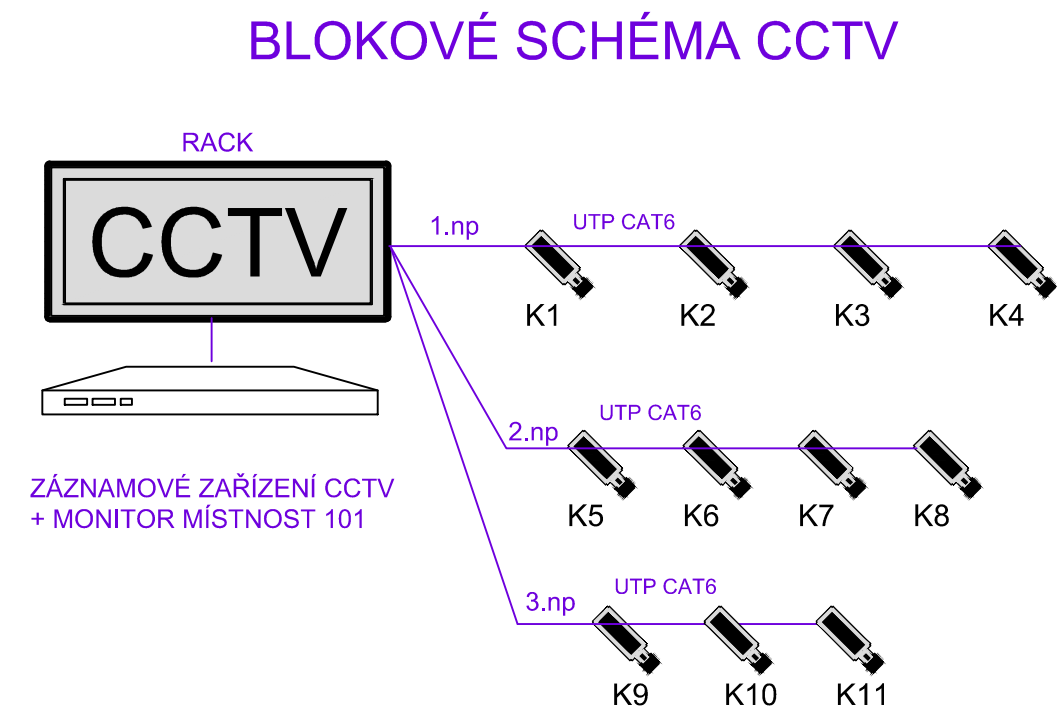 BLOKOVÉ SCHÉMA CCTV
RACK
CCTV
1.np
UTP CAT6
K1
K2
K3
K4
2.np
UTP CAT6
K5
K6
K7
K8
ZÁZNAMOVÉ ZAŘÍZENÍ CCTV
+ MONITOR MÍSTNOST 101
3.np
UTP CAT6
K9
K10
K11